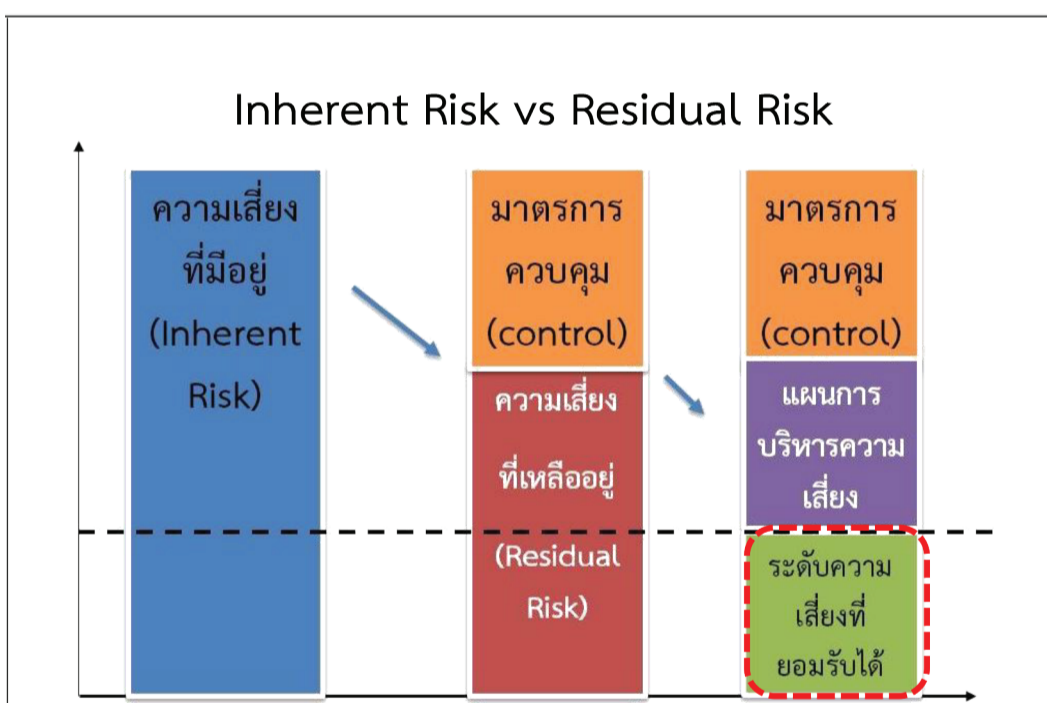 Inherent Risk vs Residual Risk
ความเสี่ยง
ที่มีอยู่
(Inherent
Risk)
มาตรการ
ควบคุม
(control)
ความเสี่ยง
ที่เหลืออยู่
(Residual
Risk)
มาตรการ
ควบคุม
(control)
แผนการ
บริหารความ
เสี่ยง
ระดับความ
เสี่ยงที่
ยอมรับได้